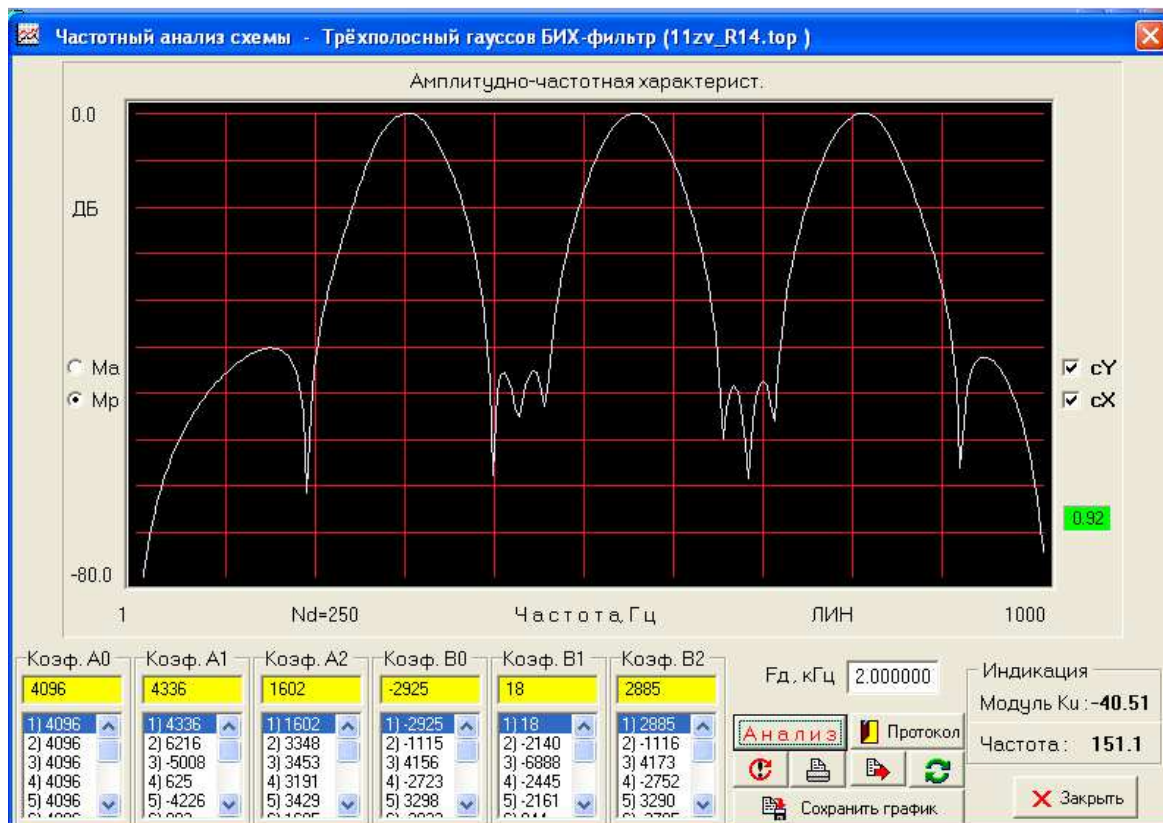 Частотный анализ схемы - Трёхполосный гауссов БИХ-фильтр (11zv_R14.top )
Амплитудно-частотная характерист.
0.0
ДБ
Ма
Мр
cY
cX
0.92
-80.0
1 Nd=250 Частота, Гц ЛИН 1000
Коэф. A0 Коэф. A1 Коэф. A2 Коэф. B0 Коэф. B1 Коэф. B2
4096 4336 1602 -2925 18 2885
1) 4096 1) 4336 1) 1602 1) -2925 1) 18 1) 2885
2) 4096 2) 6216 2) 3348 2) -1115 2) -2140 2) -1116
3) 4096 3) -5008 3) 3453 3) 4156 3) -6888 3) 4173
4) 4096 4) 625 4) 3191 4) -2723 4) -2445 4) -2752
5) 4096 5) -4226 5) 3429 5) 3298 5) -2161 5) 3290
Fд, кГц 2.000000
Анализ
Протокол
Сохранить график
Индикация
Модуль Ku : -40.51
Частота : 151.1
Закрыть